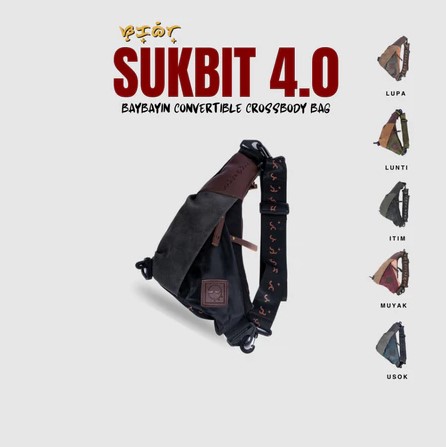 SUKBIT 4.0
BAYBAYIN CONVERTIBLE CROSSBODY BAG
LUPA
LUNTI
ITIM
MUYAK
USOK